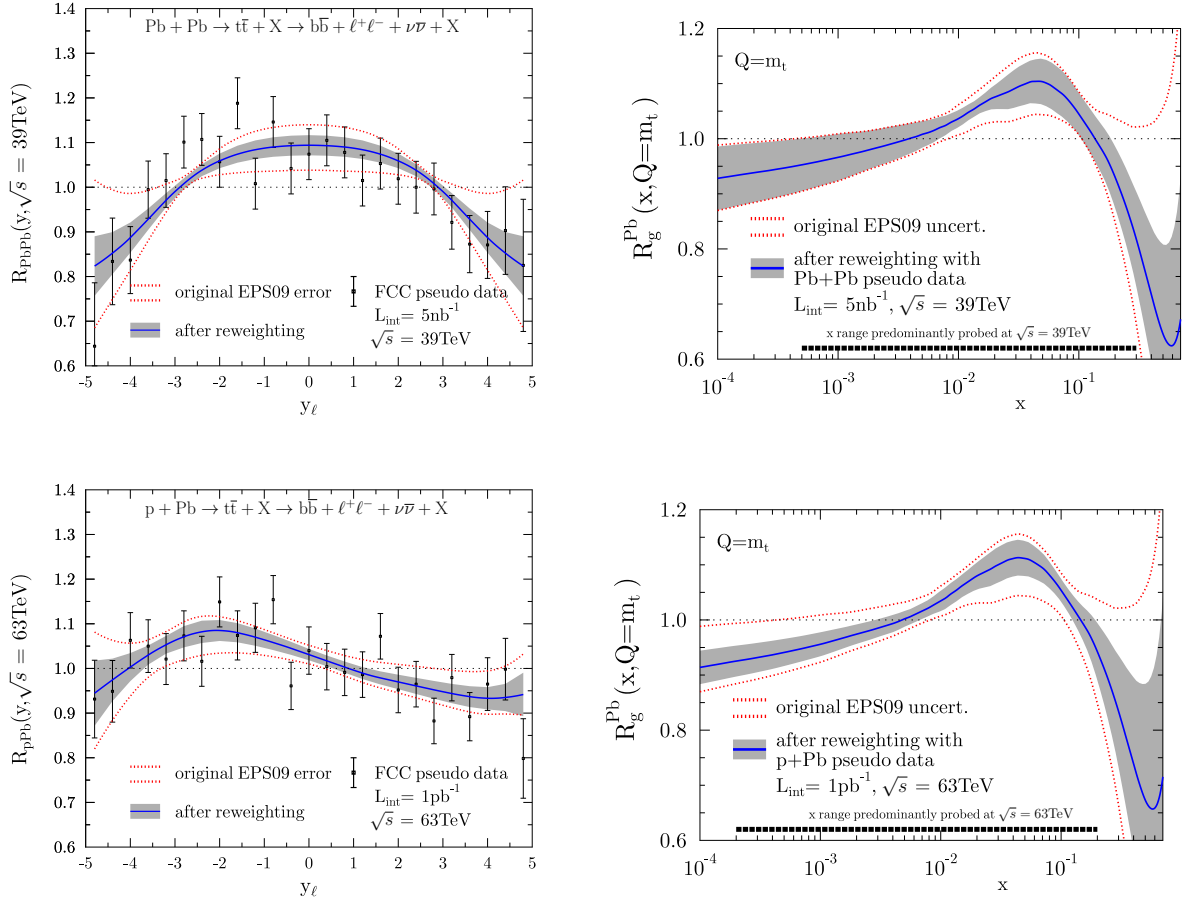 Pb + Pb → tt̄ + X → bb̄ + ℓ⁺ℓ⁻ + νν̄ + X
R_PbPb(y,√s = 39TeV)
1.4
1.3
1.2
1.1
1.0
0.9
0.8
0.7
0.6
original EPS09 error
after reweighting
FCC pseudo data
L_int= 5nb⁻¹
√s = 39TeV
-5 -4 -3 -2 -1 0 1 2 3 4 5
y_ℓ
Q=m_t
R_g^Pb(x,Q=m_t)
1.2
1.0
0.8
0.6
original EPS09 uncert.
after reweighting with
Pb+Pb pseudo data
L_int= 5nb⁻¹, √s = 39TeV
x range predominantly probed at √s = 39TeV
10⁻⁴ 10⁻³ 10⁻² 10⁻¹
x
p + Pb → tt̄ + X → bb̄ + ℓ⁺ℓ⁻ + νν̄ + X
R_pPb(y,√s = 63TeV)
1.4
1.3
1.2
1.1
1.0
0.9
0.8
0.7
0.6
original EPS09 error
after reweighting
FCC pseudo data
L_int= 1pb⁻¹
√s = 63TeV
-5 -4 -3 -2 -1 0 1 2 3 4 5
y_ℓ
Q=m_t
R_g^Pb(x,Q=m_t)
1.2
1.0
0.8
0.6
original EPS09 uncert.
after reweighting with
p+Pb pseudo data
L_int= 1pb⁻¹, √s = 63TeV
x range predominantly probed at √s = 63TeV
10⁻⁴ 10⁻³ 10⁻² 10⁻¹
x